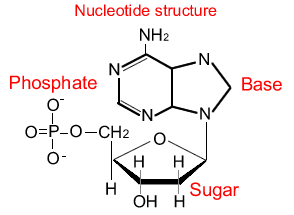 Nucleotide structure
NH₂
N
N
Phosphate
Base
N
N
O⁻
O=P–O–CH₂
O⁻
O
H
H
H
H
Sugar
OH